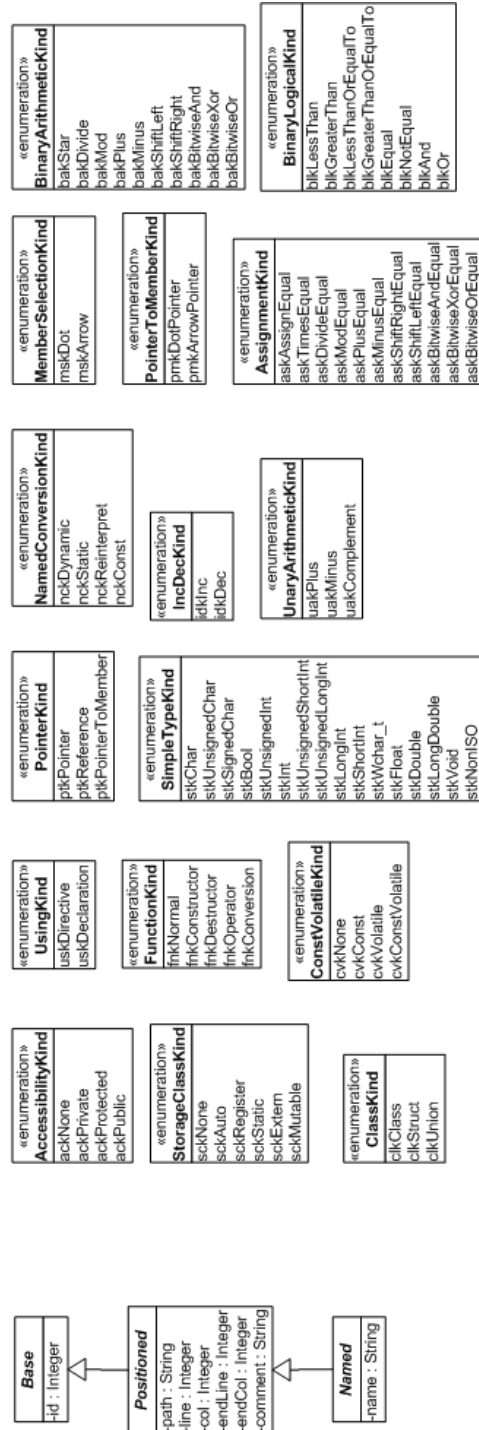 Base
-id : Integer
Positioned
-path : String
-line : Integer
-col : Integer
-endLine : Integer
-endCol : Integer
-comment : String
Named
-name : String
«enumeration»
AccessibilityKind
ackNone
ackPrivate
ackProtected
ackPublic
«enumeration»
StorageClassKind
sckNone
sckAuto
sckRegister
sckStatic
sckExtern
sckMutable
«enumeration»
ClassKind
clkClass
clkStruct
clkUnion
«enumeration»
UsingKind
uskDirective
uskDeclaration
«enumeration»
FunctionKind
fnkNormal
fnkConstructor
fnkDestructor
fnkOperator
fnkConversion
«enumeration»
ConstVolatileKind
cvkNone
cvkConst
cvkVolatile
cvkConstVolatile
«enumeration»
PointerKind
ptkPointer
ptkReference
ptkPointerToMember
«enumeration»
SimpleTypeKind
stkChar
stkUnsignedChar
stkSignedChar
stkBool
stkUnsignedInt
stkInt
stkUnsignedShortInt
stkUnsignedLongInt
stkLongInt
stkShortInt
stkWchar_t
stkFloat
stkDouble
stkLongDouble
stkVoid
stkNonISO
«enumeration»
NamedConversionKind
nckDynamic
nckStatic
nckReinterpret
nckConst
«enumeration»
IncDecKind
idkInc
idkDec
«enumeration»
UnaryArithmeticKind
uakPlus
uakMinus
uakComplement
«enumeration»
MemberSelectionKind
mskDot
mskArrow
«enumeration»
PointerToMemberKind
pmkDotPointer
pmkArrowPointer
«enumeration»
AssignmentKind
askAssignEqual
askTimesEqual
askDivideEqual
askModEqual
askPlusEqual
askMinusEqual
askShiftRightEqual
askShiftLeftEqual
askBitwiseAndEqual
askBitwiseXorEqual
askBitwiseOrEqual
«enumeration»
BinaryArithmeticKind
bakStar
bakDivide
bakMod
bakPlus
bakMinus
bakShiftLeft
bakShiftRight
bakBitwiseAnd
bakBitwiseXor
bakBitwiseOr
«enumeration»
BinaryLogicalKind
blkLessThan
blkGreaterThan
blkLessThanOrEqualTo
blkGreaterThanOrEqualTo
blkEqual
blkNotEqual
blkAnd
blkOr